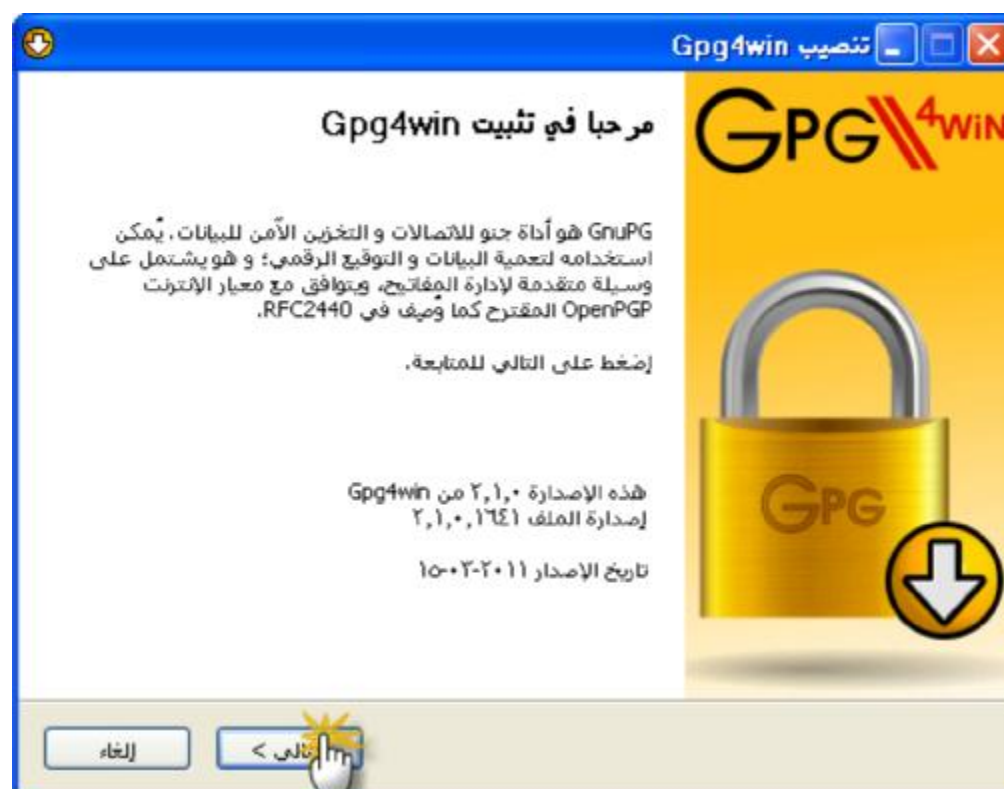 تنصيب Gpg4win
GPG4WiN
مرحبا في تثبيت Gpg4win
GnuPG هو أداة جنو للاتصالات و التخزين الآمن للبيانات. يُمكن
استخدامه لتعمية البيانات و التوقيع الرقمي؛ و هو يشتمل على
وسيلة متقدمة لإدارة المفاتيح، ويتوافق مع معيار الإنترنت
OpenPGP المقترح كما وُصِف في RFC2440.
إضغط على التالي للمتابعة.
هذه الإصدارة ٢,١,٠ من Gpg4win
إصدارة الملف ٢,١,٠,١٦٤١
تاريخ الإصدار ٢٠١١-٠٣-١٥
GPG
إلغاء